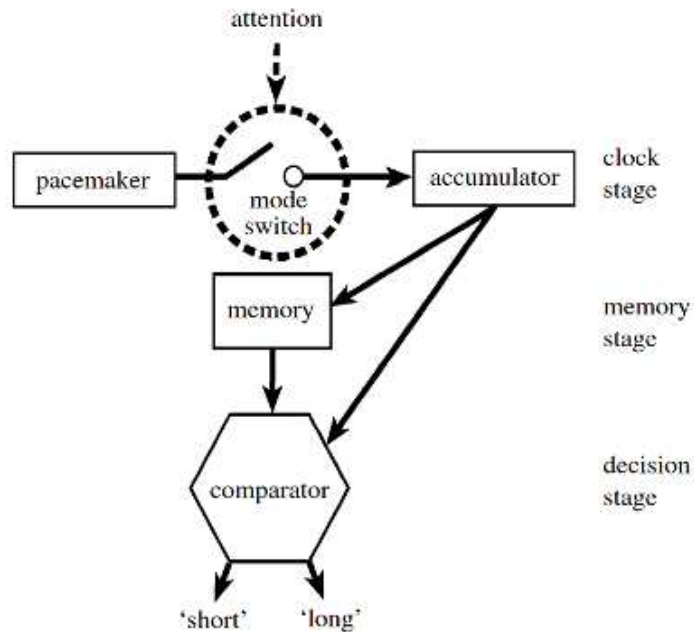 attention
pacemaker
mode
switch
accumulator
clock
stage
memory
memory
stage
comparator
decision
stage
‘short’
‘long’